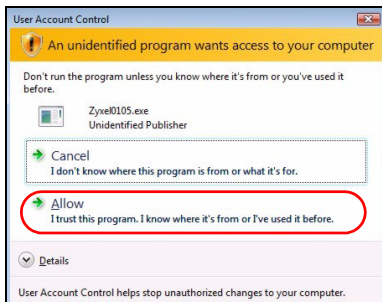 User Account Control
An unidentified program wants access to your computer
Don't run the program unless you know where it's from or you've used it
before.
Zyxel0105.exe
Unidentified Publisher
Cancel
I don't know where this program is from or what it's for.
Allow
I trust this program. I know where it's from or I've used it before.
Details
User Account Control helps stop unauthorized changes to your computer.